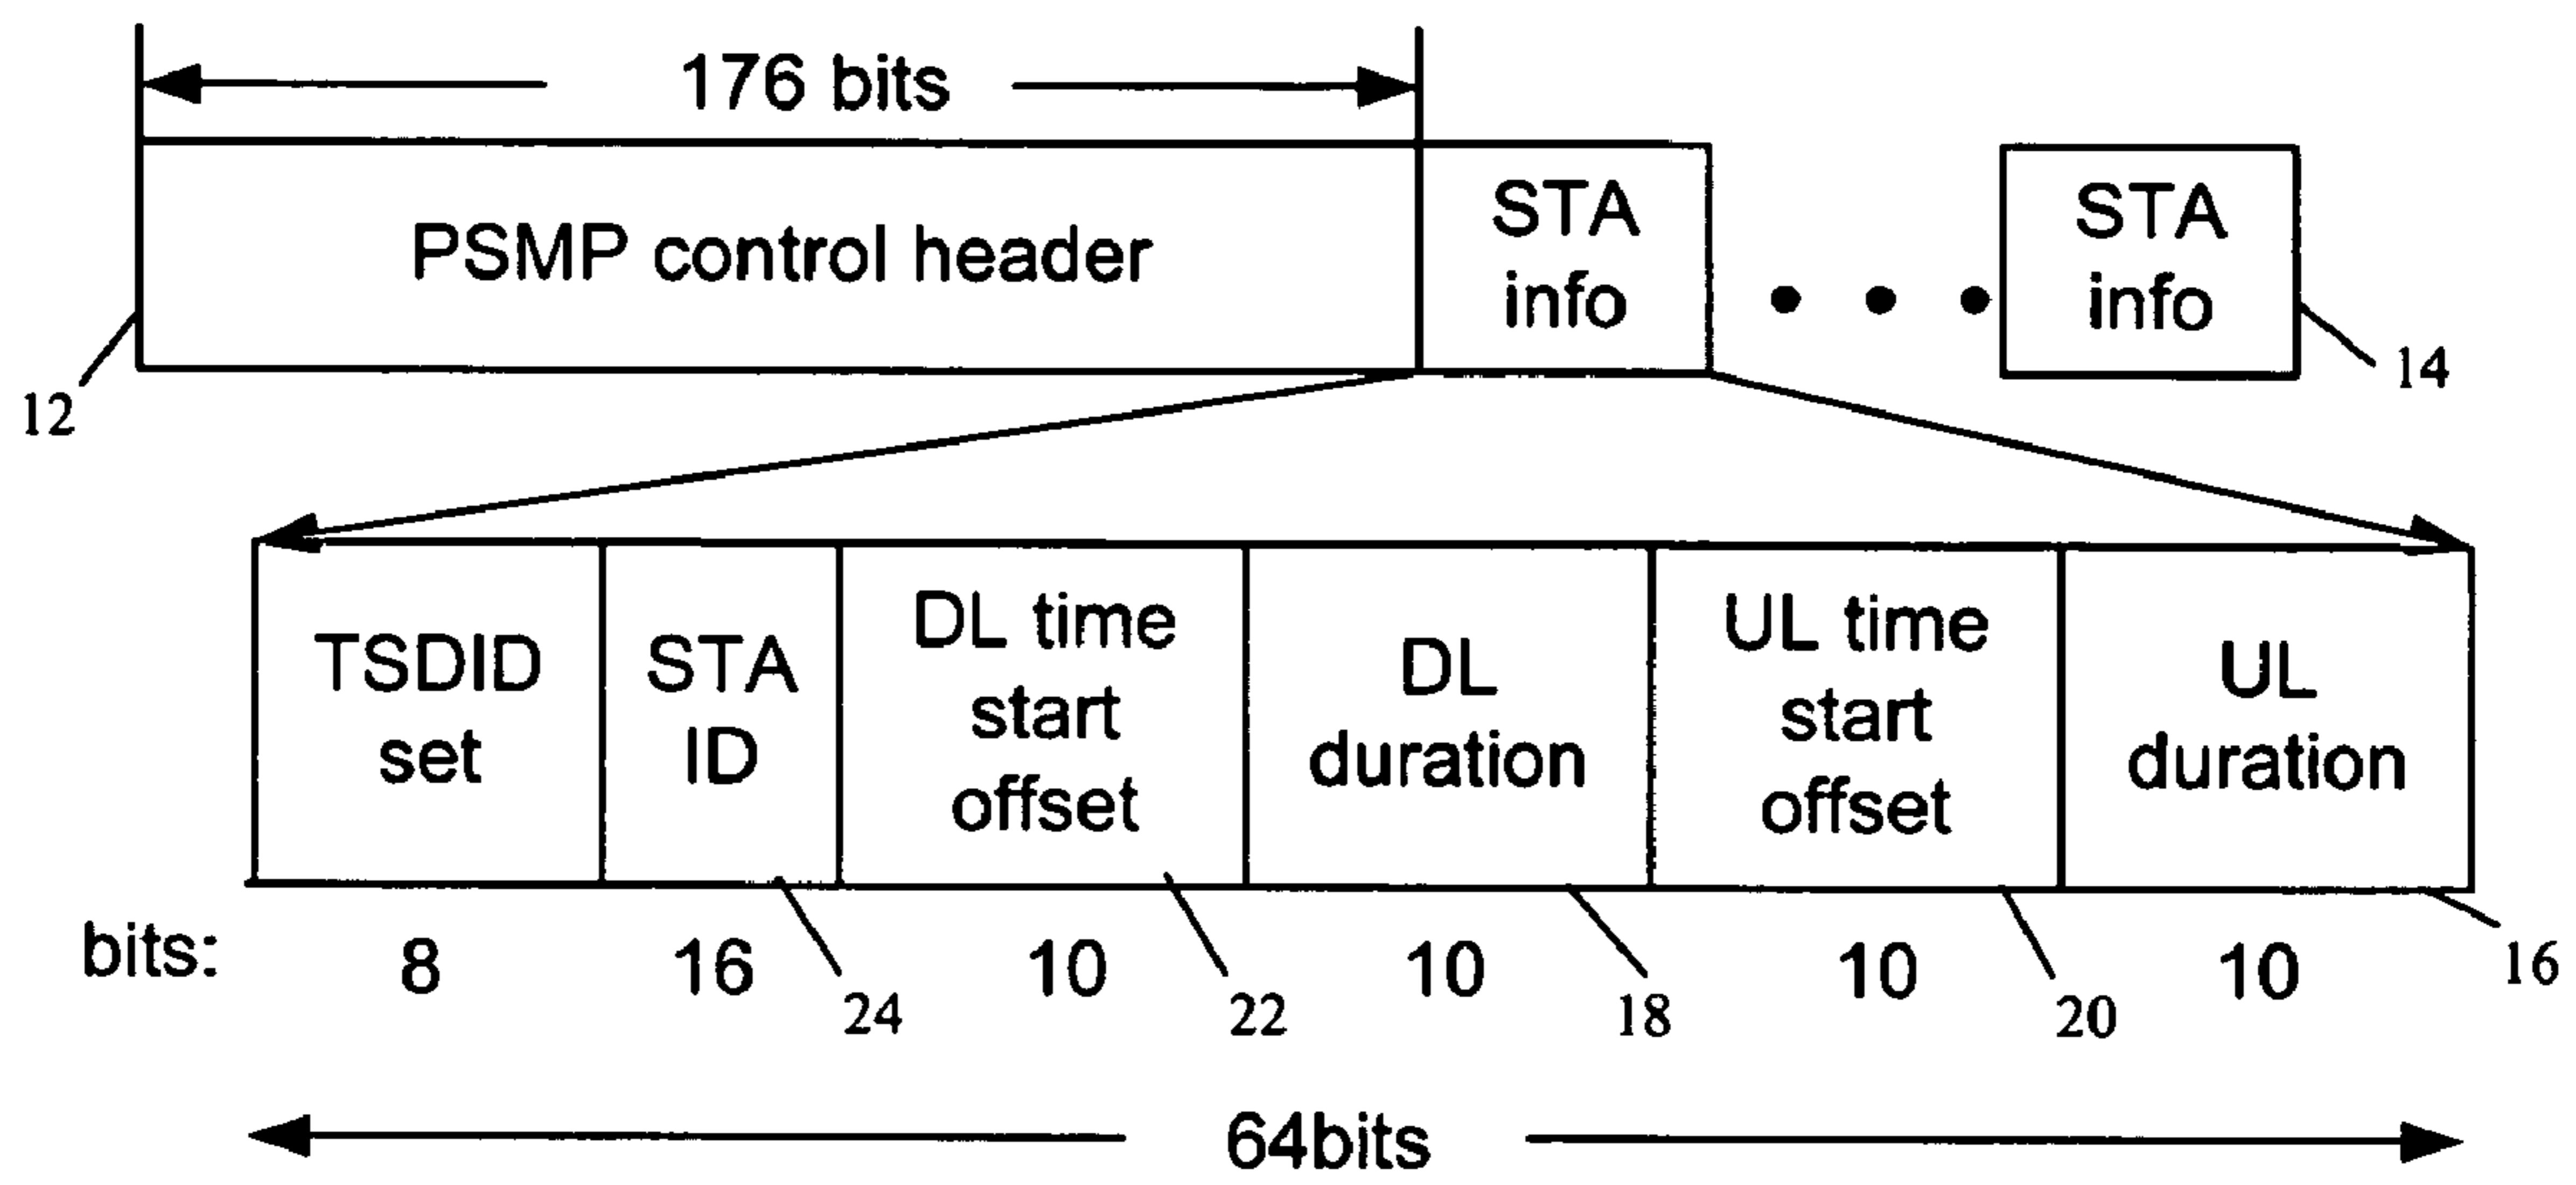 176 bits
PSMP control header
STA
info
STA
info
12
14
TSDID
set
STA
ID
DL time
start
offset
DL
duration
UL time
start
offset
UL
duration
bits:
8
16
10
10
10
10
24
22
18
20
16
64bits